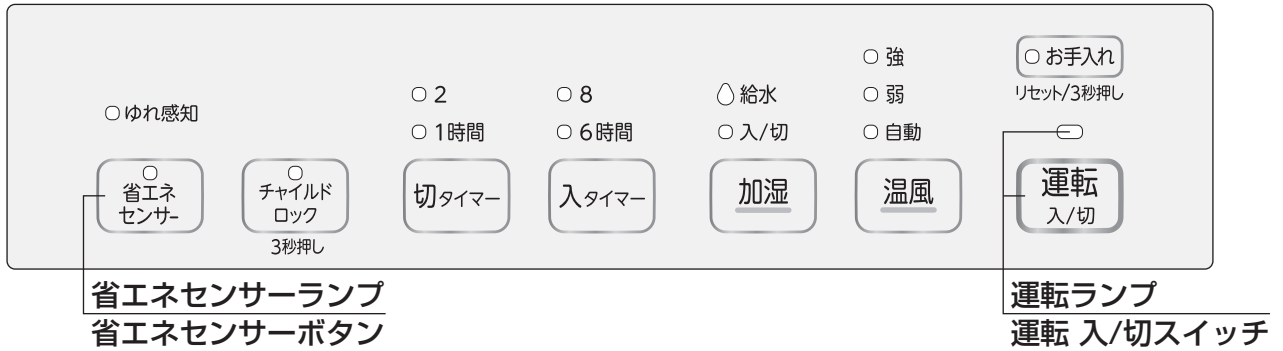 ゆれ感知
省エネ
センサー
チャイルド
ロック
3秒押し
2
1時間
切タイマー
8
6時間
入タイマー
給水
入/切
加湿
強
弱
自動
温風
お手入れ
リセット/3秒押し
運転
入/切
省エネセンサーランプ
省エネセンサーボタン
運転ランプ
運転 入/切スイッチ